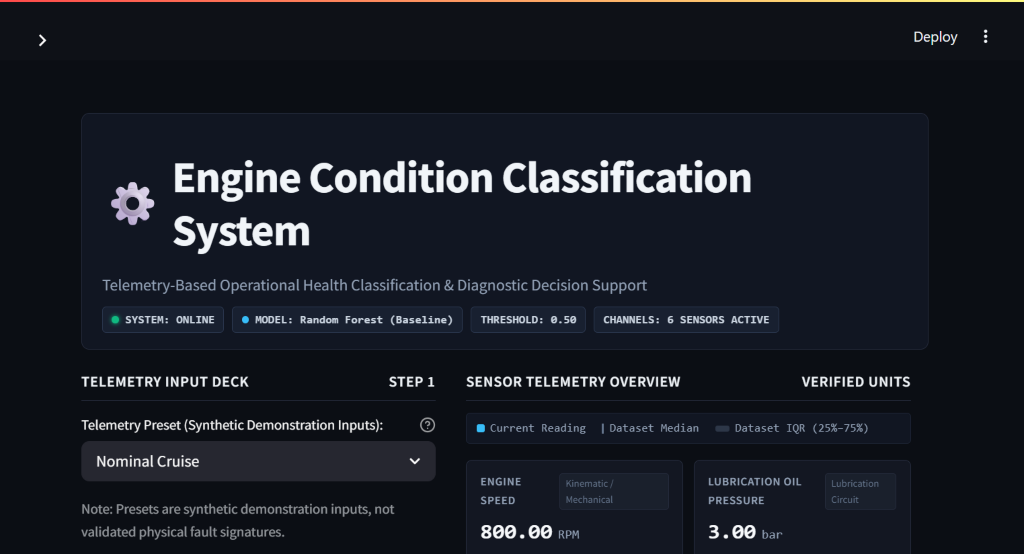 Deploy
Engine Condition Classification
System
Telemetry-Based Operational Health Classification & Diagnostic Decision Support
SYSTEM: ONLINE
MODEL: Random Forest (Baseline)
THRESHOLD: 0.50
CHANNELS: 6 SENSORS ACTIVE
TELEMETRY INPUT DECK
STEP 1
Telemetry Preset (Synthetic Demonstration Inputs):
Nominal Cruise
Note: Presets are synthetic demonstration inputs, not
validated physical fault signatures.
SENSOR TELEMETRY OVERVIEW
VERIFIED UNITS
Current Reading
| Dataset Median
Dataset IQR (25%–75%)
ENGINE
SPEED
Kinematic /
Mechanical
800.00 RPM
LUBRICATION OIL
PRESSURE
Lubrication
Circuit
3.00 bar